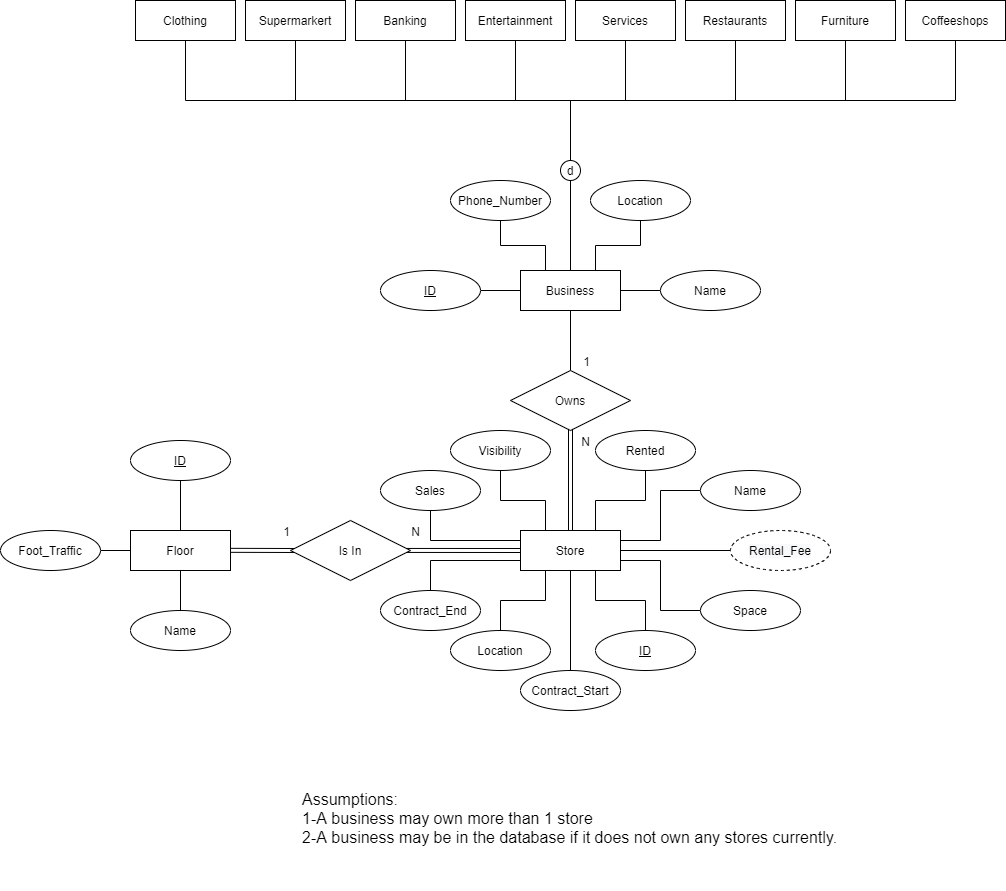 Clothing
Supermarkert
Banking
Entertainment
Services
Restaurants
Furniture
Coffeeshops
d
Phone_Number
Location
ID
Business
Name
1
Owns
N
Visibility
Rented
ID
Sales
Name
1
N
Foot_Traffic
Floor
Is In
Store
Rental_Fee
Name
Contract_End
Space
Location
ID
Contract_Start
Assumptions:
1-A business may own more than 1 store
2-A business may be in the database if it does not own any stores currently.